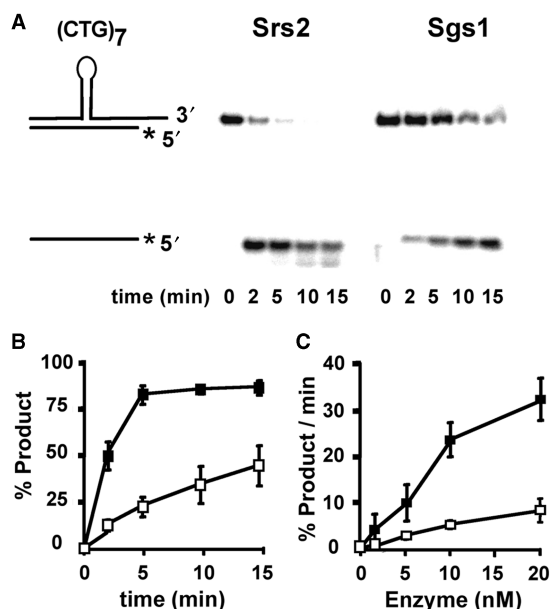 A
(CTG)7
Srs2
Sgs1
3′
* 5′
* 5′
time (min) 0 2 5 10 15 0 2 5 10 15
B
100
75
50
25
0
% Product
0 5 10 15
time (min)
C
40
30
20
10
0
% Product / min
0 5 10 20
Enzyme (nM)